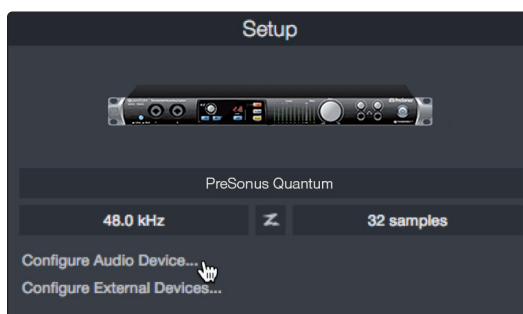 Setup
PreSonus Quantum
48.0 kHz
32 samples
Configure Audio Device...
Configure External Devices...